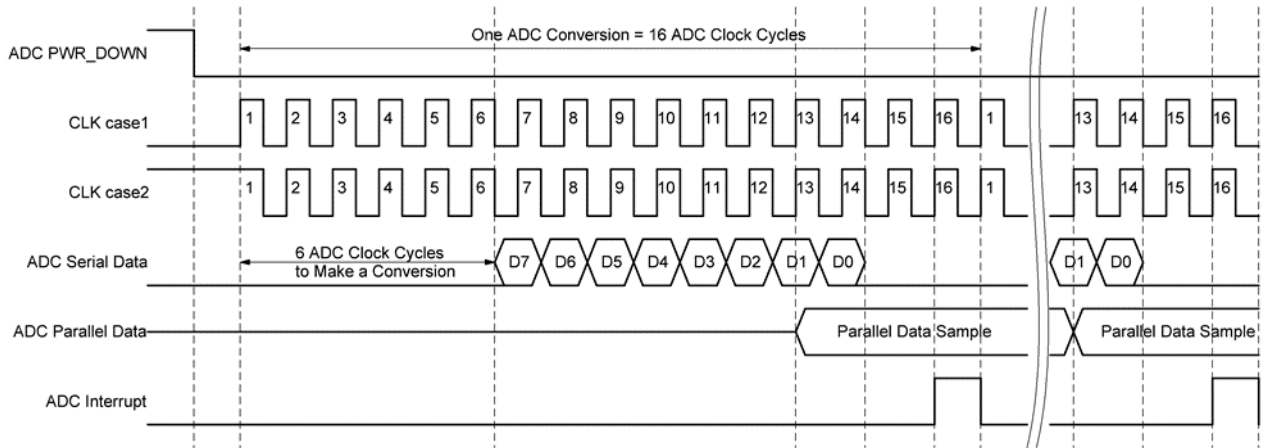 One ADC Conversion = 16 ADC Clock Cycles
ADC PWR_DOWN
CLK case1 1 2 3 4 5 6 7 8 9 10 11 12 13 14 15 16 1 13 14 15 16
CLK case2 1 2 3 4 5 6 7 8 9 10 11 12 13 14 15 16 1 13 14 15 16
6 ADC Clock Cycles
ADC Serial Data to Make a Conversion D7 D6 D5 D4 D3 D2 D1 D0 D1 D0
ADC Parallel Data Parallel Data Sample Parallel Data Sample
ADC Interrupt